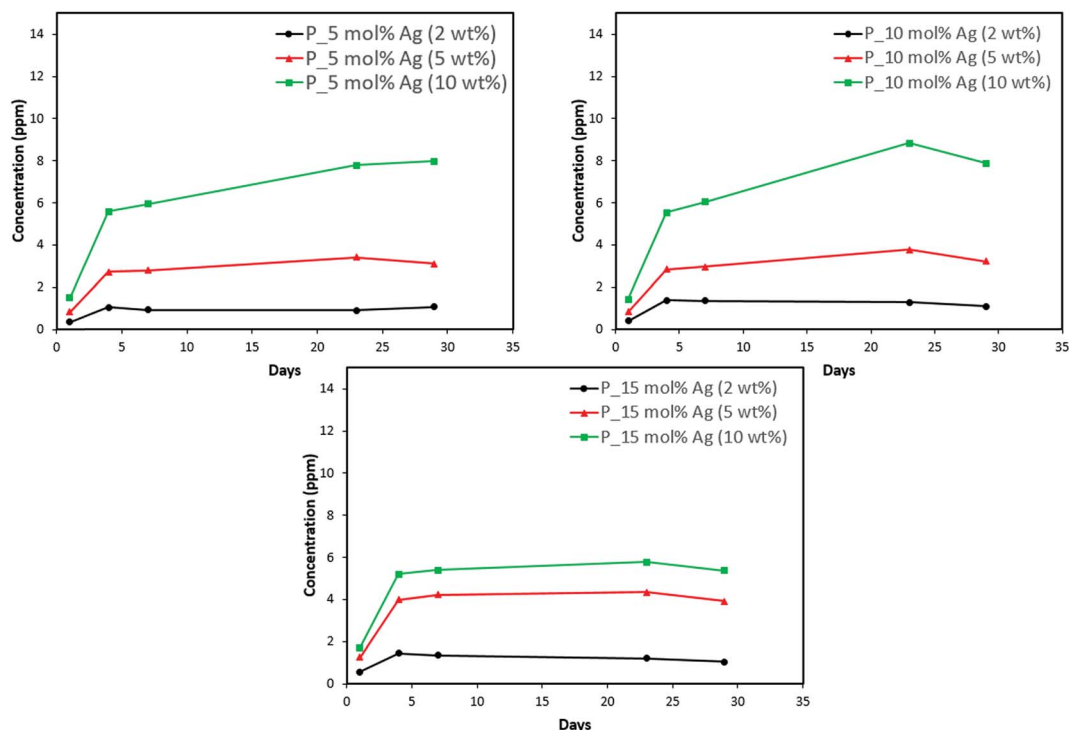 14
12
10
8
6
4
2
0
Concentration (ppm)
P_5 mol% Ag (2 wt%)
P_5 mol% Ag (5 wt%)
P_5 mol% Ag (10 wt%)
0 5 10 15 20 25 30 35
Days
14
12
10
8
6
4
2
0
Concentration (ppm)
P_10 mol% Ag (2 wt%)
P_10 mol% Ag (5 wt%)
P_10 mol% Ag (10 wt%)
0 5 10 15 20 25 30 35
Days
14
12
10
8
6
4
2
0
Concentration (ppm)
P_15 mol% Ag (2 wt%)
P_15 mol% Ag (5 wt%)
P_15 mol% Ag (10 wt%)
0 5 10 15 20 25 30 35
Days